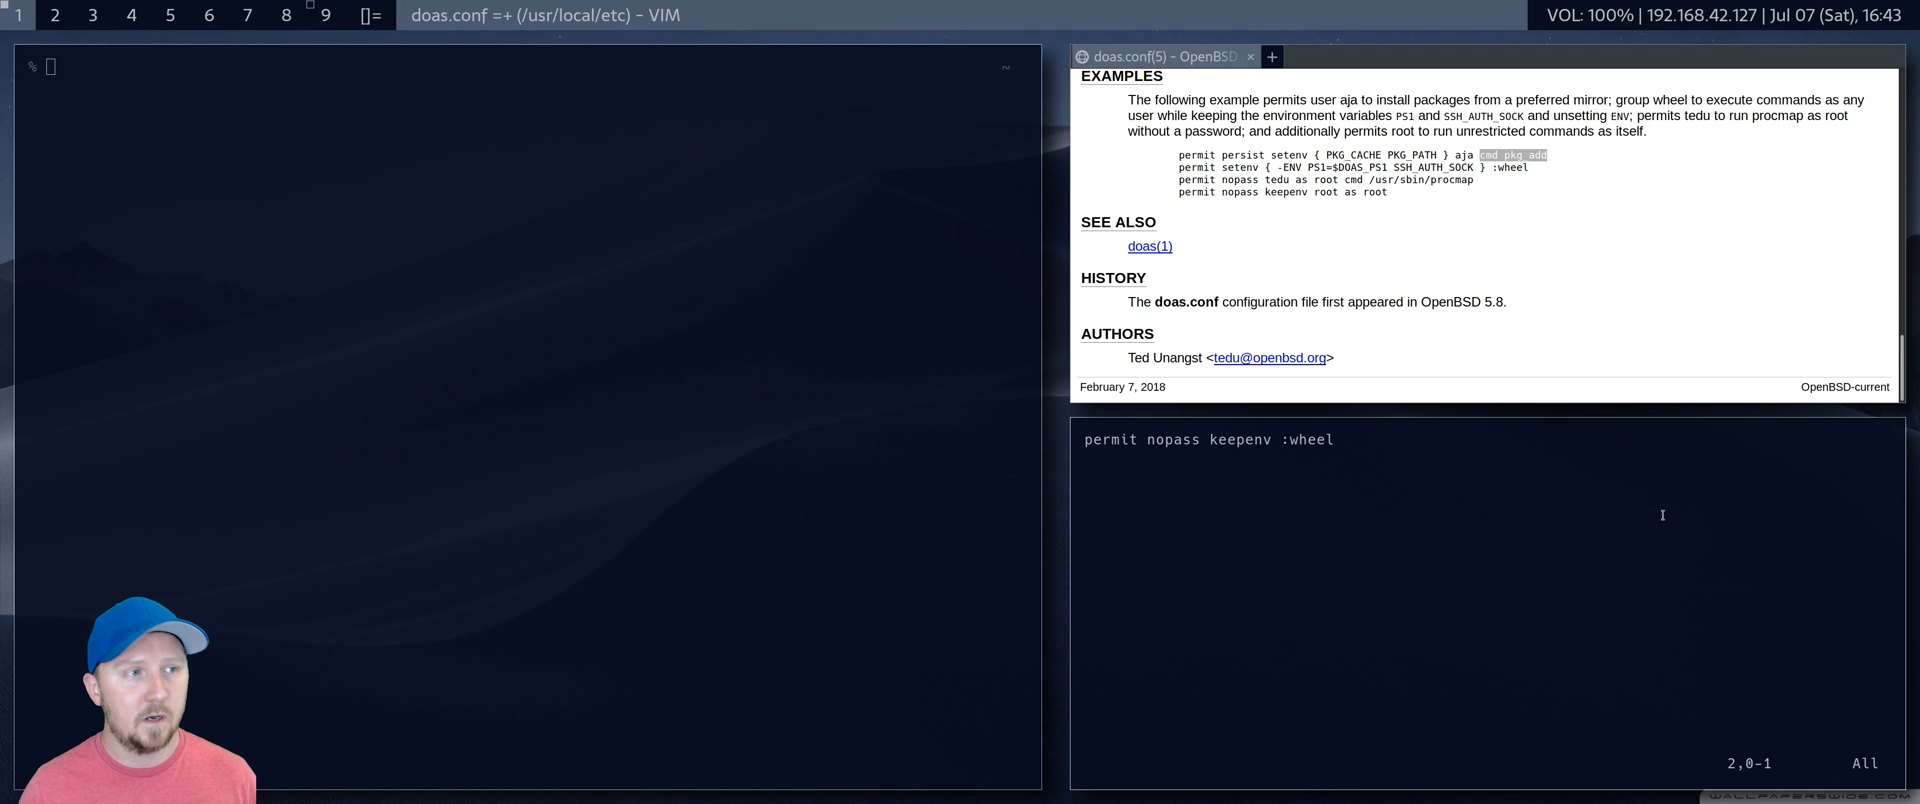 1 2 3 4 5 6 7 8 9 []= doas.conf =+ (/usr/local/etc) - VIM VOL: 100% | 192.168.42.127 | Jul 07 (Sat), 16:43
% ~
doas.conf(5) - OpenBSD × +
EXAMPLES
The following example permits user aja to install packages from a preferred mirror; group wheel to execute commands as any
user while keeping the environment variables PS1 and SSH_AUTH_SOCK and unsetting ENV; permits tedu to run procmap as root
without a password; and additionally permits root to run unrestricted commands as itself.
permit persist setenv { PKG_CACHE PKG_PATH } aja cmd pkg_add
permit setenv { -ENV PS1=$DOAS_PS1 SSH_AUTH_SOCK } :wheel
permit nopass tedu as root cmd /usr/sbin/procmap
permit nopass keepenv root as root
SEE ALSO
doas(1)
HISTORY
The doas.conf configuration file first appeared in OpenBSD 5.8.
AUTHORS
Ted Unangst <tedu@openbsd.org>
February 7, 2018 OpenBSD-current
permit nopass keepenv :wheel
2,0-1 All
WALLPAPERSWIDE.COM